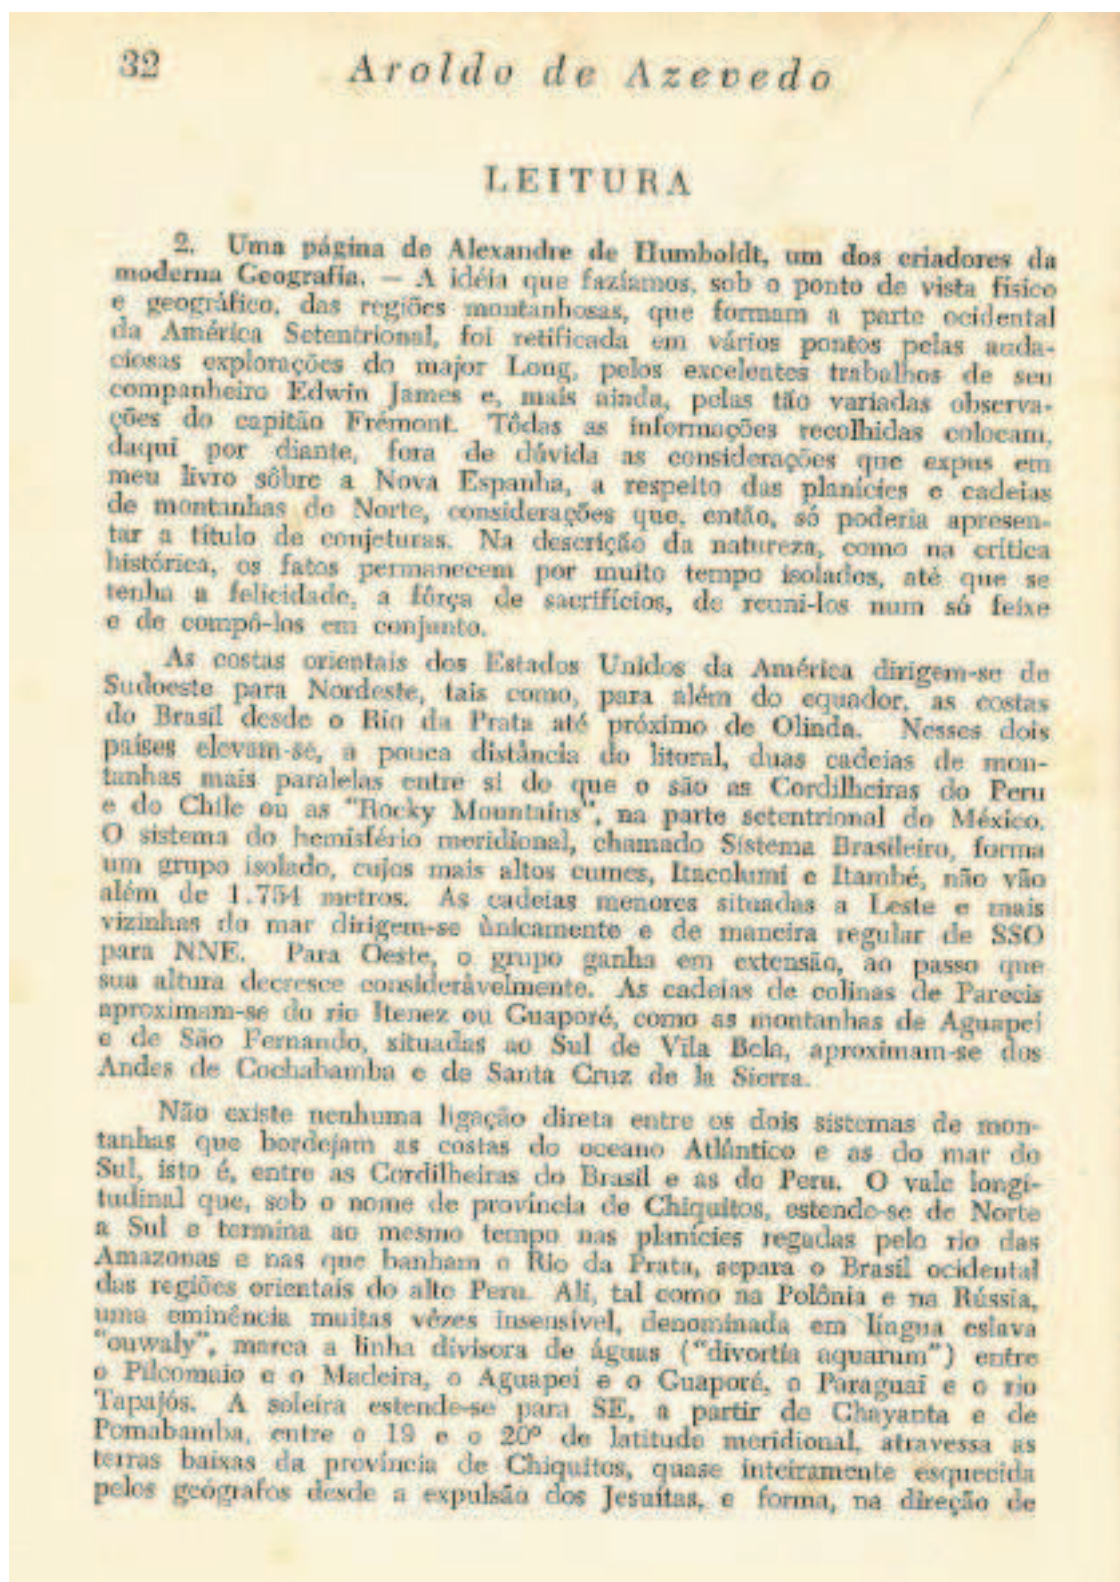 32
Aroldo de Azevedo
LEITURA
2. Uma página de Alexandre de Humboldt, um dos criadores da
moderna Geografia. — A idéia que fazíamos, sob o ponto de vista físico
e geográfico, das regiões montanhosas, que formam a parte ocidental
da América Setentrional, foi retificada em vários pontos pelas auda-
ciosas explorações do major Long, pelos excelentes trabalhos de seu
companheiro Edwin James e, mais ainda, pelas tão variadas observa-
ções do capitão Frémont. Tôdas as informações recolhidas colocam,
daqui por diante, fora de dúvida as considerações que expus em
meu livro sôbre a Nova Espanha, a respeito das planícies e cadeias
de montanhas do Norte, considerações que, então, só poderia apresen-
tar a título de conjeturas. Na descrição da natureza, como na crítica
histórica, os fatos permanecem por muito tempo isolados, até que se
tenha a felicidade, a fôrça de sacrifícios, de reuni-los num só feixe
e de compô-los em conjunto.
As costas orientais dos Estados Unidos da América dirigem-se de
Sudoeste para Nordeste, tais como, para além do equador, as costas
do Brasil desde o Rio da Prata até próximo de Olinda. Nesses dois
países elevam-se, a pouca distância do litoral, duas cadeias de mon-
tanhas mais paralelas entre si do que o são as Cordilheiras do Peru
e do Chile ou as "Rocky Mountains", na parte setentrional do México.
O sistema do hemisfério meridional, chamado Sistema Brasileiro, forma
um grupo isolado, cujos mais altos cumes, Itacolumi e Itambé, não vão
além de 1.754 metros. As cadeias menores situadas a Leste e mais
vizinhas do mar dirigem-se ùnicamente e de maneira regular de SSO
para NNE. Para Oeste, o grupo ganha em extensão, ao passo que
sua altura decresce consideràvelmente. As cadeias de colinas de Parecis
aproximam-se do rio Itenez ou Guaporé, como as montanhas de Aguapeí
e de São Fernando, situadas ao Sul de Vila Bela, aproximam-se dos
Andes de Cochabamba e de Santa Cruz de la Sierra.
Não existe nenhuma ligação direta entre os dois sistemas de mon-
tanhas que bordejam as costas do oceano Atlântico e as do mar do
Sul, isto é, entre as Cordilheiras do Brasil e as do Peru. O vale longi-
tudinal que, sob o nome de província de Chiquitos, estende-se de Norte
a Sul e termina ao mesmo tempo nas planícies regadas pelo rio das
Amazonas e nas que banham o Rio da Prata, separa o Brasil ocidental
das regiões orientais do alto Peru. Ali, tal como na Polônia e na Rússia,
uma eminência muitas vêzes insensível, denominada em língua eslava
"ouwaly", marca a linha divisora de águas ("divortia aquarum") entre
o Pilcomaio e o Madeira, o Aguapeí e o Guaporé, o Paraguai e o rio
Tapajós. A soleira estende-se para SE, a partir de Chayanta e de
Pomabamba, entre o 19 e o 20º de latitude meridional, atravessa as
terras baixas da província de Chiquitos, quase inteiramente esquecida
pelos geógrafos desde a expulsão dos Jesuítas, e forma, na direção de